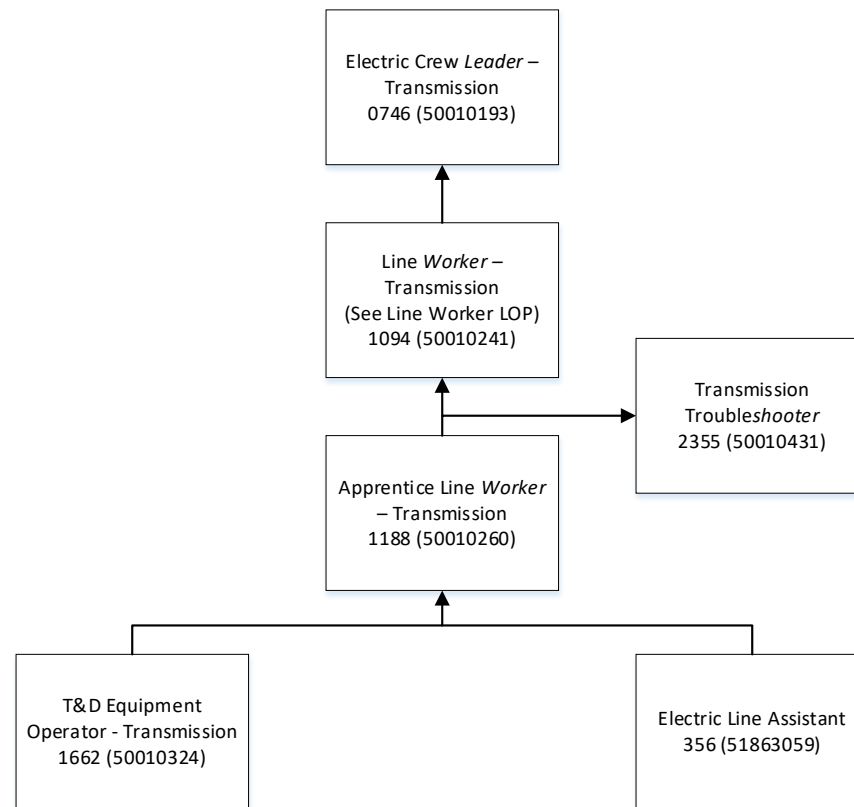 Electric Crew Leader –
Transmission
0746 (50010193)
Line Worker –
Transmission
(See Line Worker LOP)
1094 (50010241)
Transmission
Troubleshooter
2355 (50010431)
Apprentice Line Worker
– Transmission
1188 (50010260)
T&D Equipment
Operator - Transmission
1662 (50010324)
Electric Line Assistant
356 (51863059)